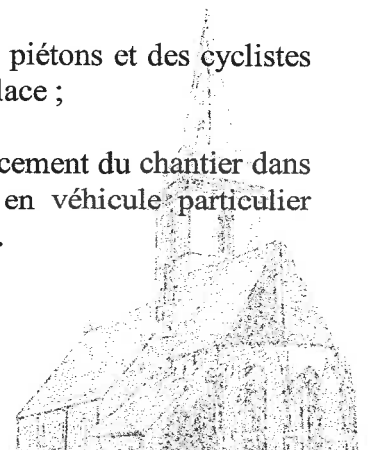 piétons et des cyclistes
lace ;
cement du chantier dans
en véhicule particulier
.